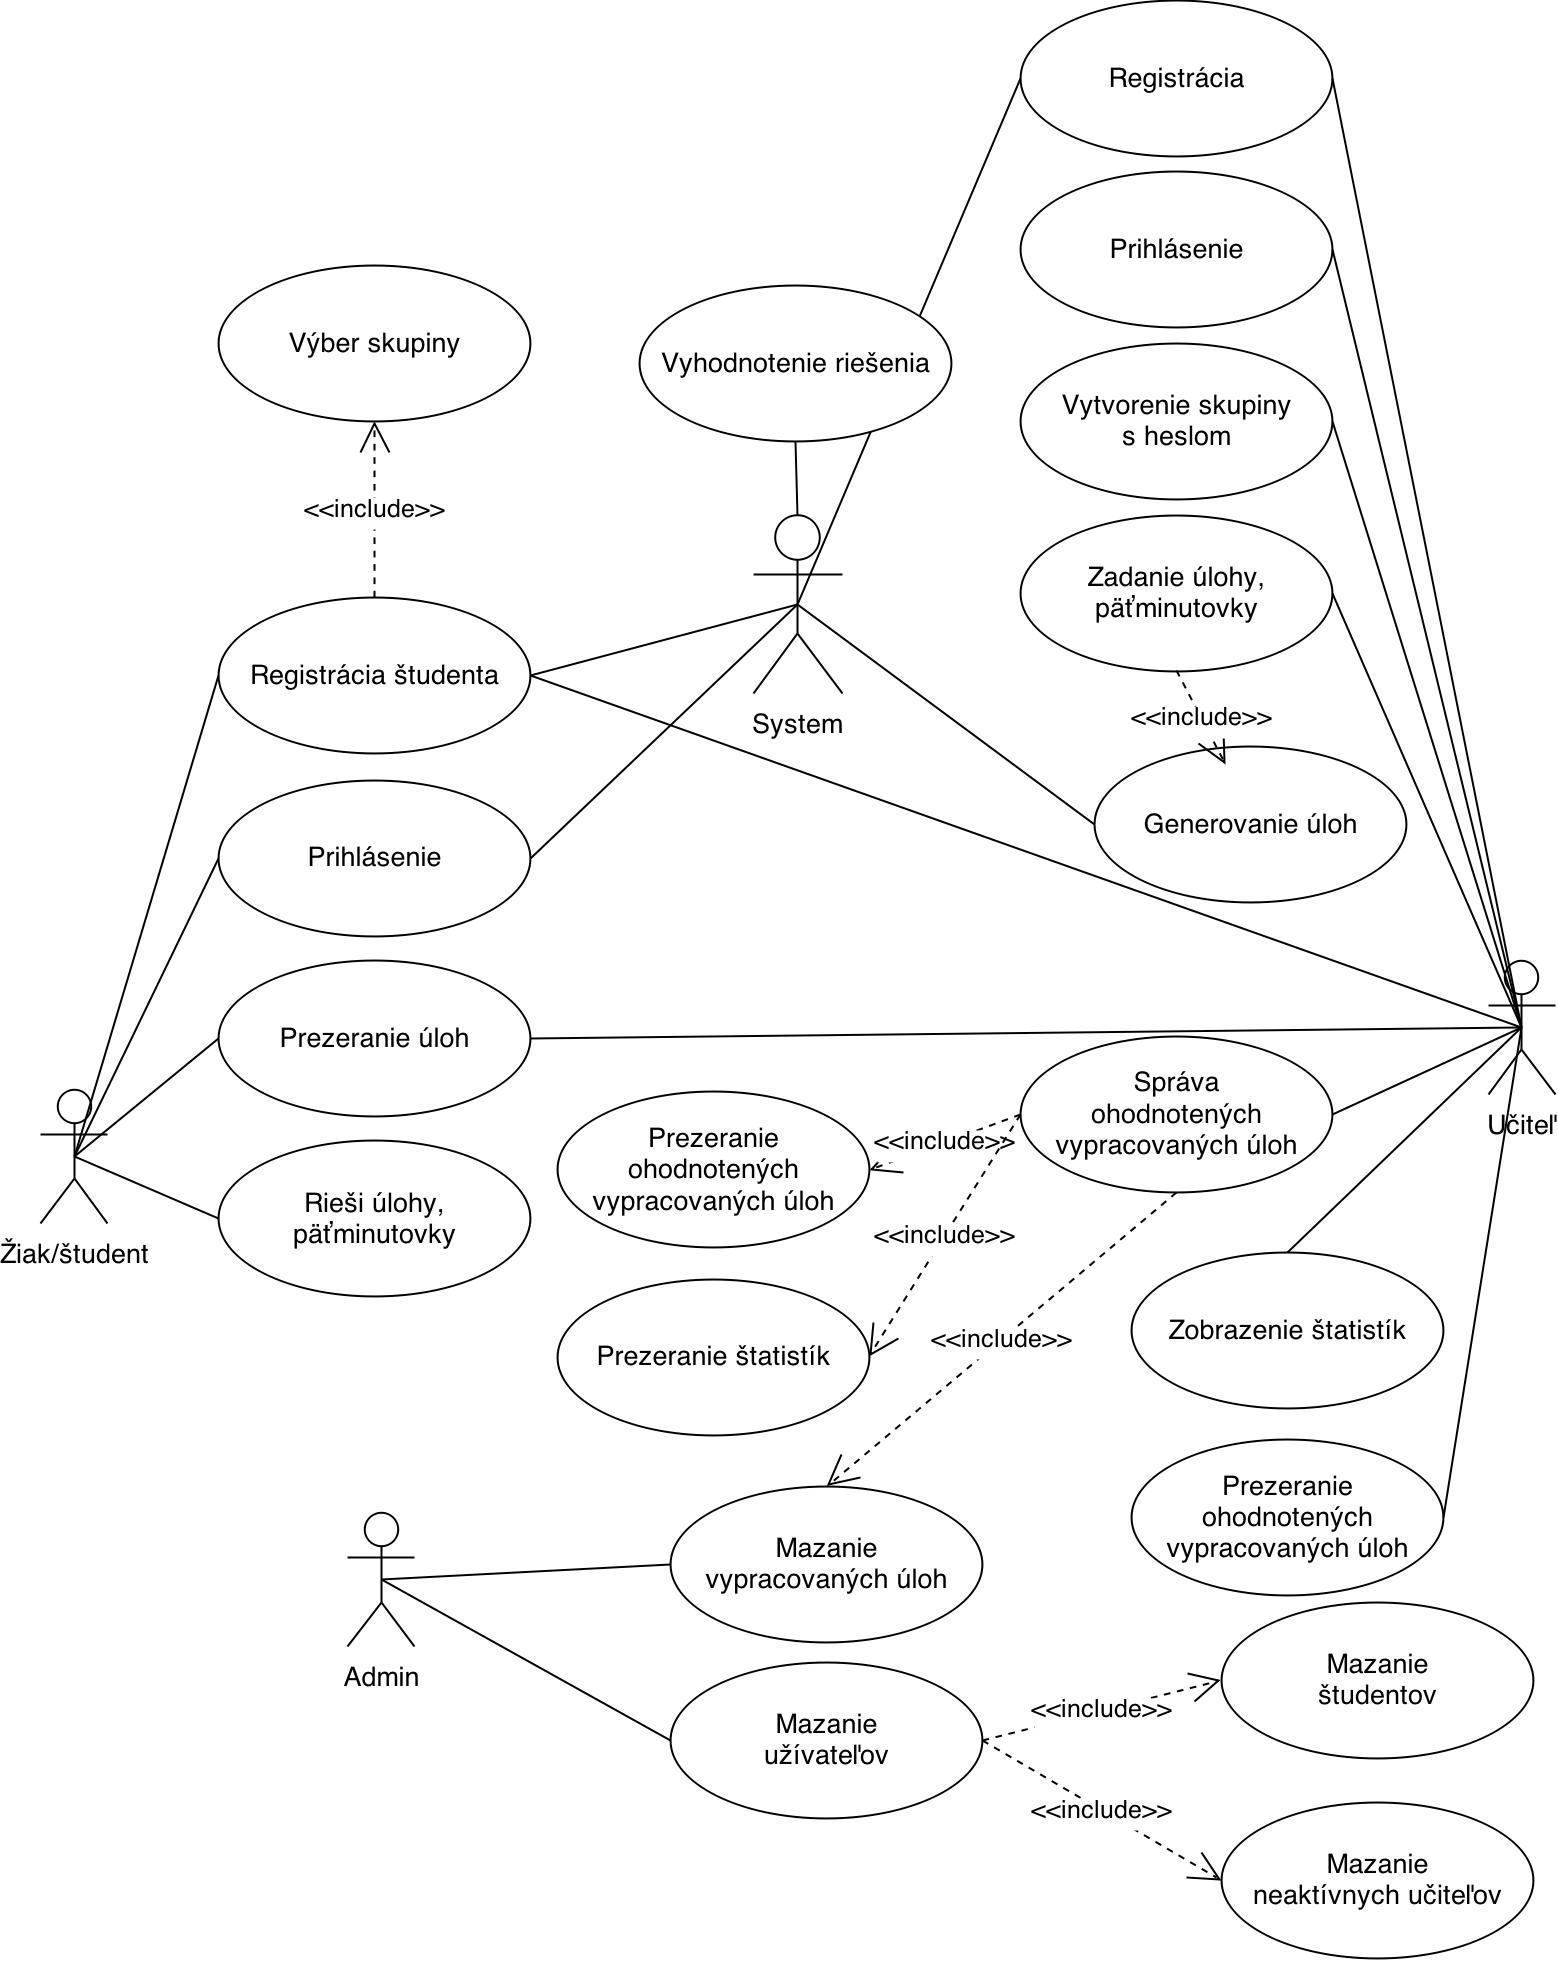 Registrácia
Prihlásenie
Výber skupiny
Vyhodnotenie riešenia
Vytvorenie skupiny
s heslom
<<include>>
Zadanie úlohy,
päťminutovky
Registrácia študenta
System
<<include>>
Generovanie úloh
Prihlásenie
Prezeranie úloh
Správa
ohodnotených
vypracovaných úloh
Učiteľ
<<include>>
Prezeranie
ohodnotených
vypracovaných úloh
Rieši úlohy,
päťminutovky
Žiak/študent
<<include>>
<<include>>
Zobrazenie štatistík
Prezeranie štatistík
Prezeranie
ohodnotených
vypracovaných úloh
Mazanie
vypracovaných úloh
Admin
Mazanie
študentov
<<include>>
Mazanie
užívateľov
<<include>>
Mazanie
neaktívnych učiteľov